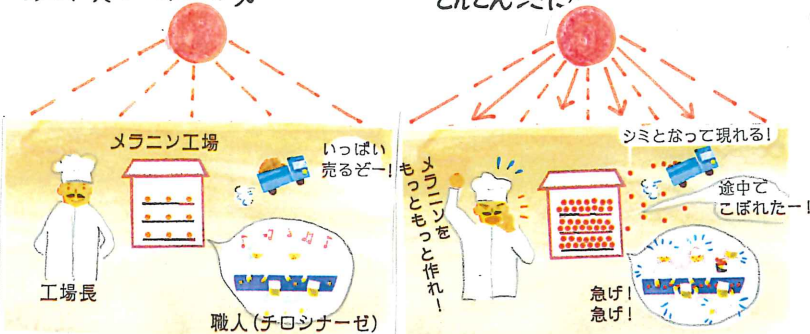 メラニン工場
いっぱい
売るぞー!
工場長
職人(チロシナーゼ)
シミとなって現れる!
メラニンを
もっともっと作れ!
途中で
こぼれたー!
急げ!
急げ!